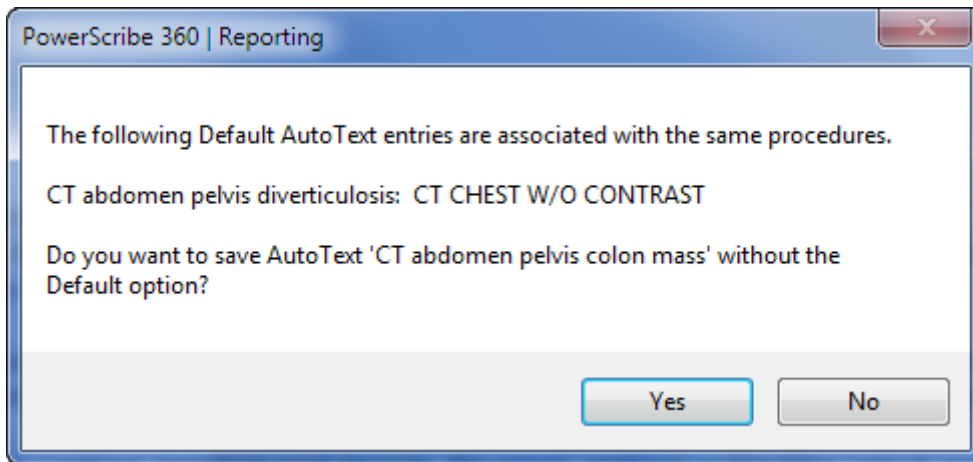 PowerScribe 360 | Reporting
The following Default AutoText entries are associated with the same procedures.
CT abdomen pelvis diverticulosis:  CT CHEST W/O CONTRAST
Do you want to save AutoText 'CT abdomen pelvis colon mass' without the
Default option?
Yes No